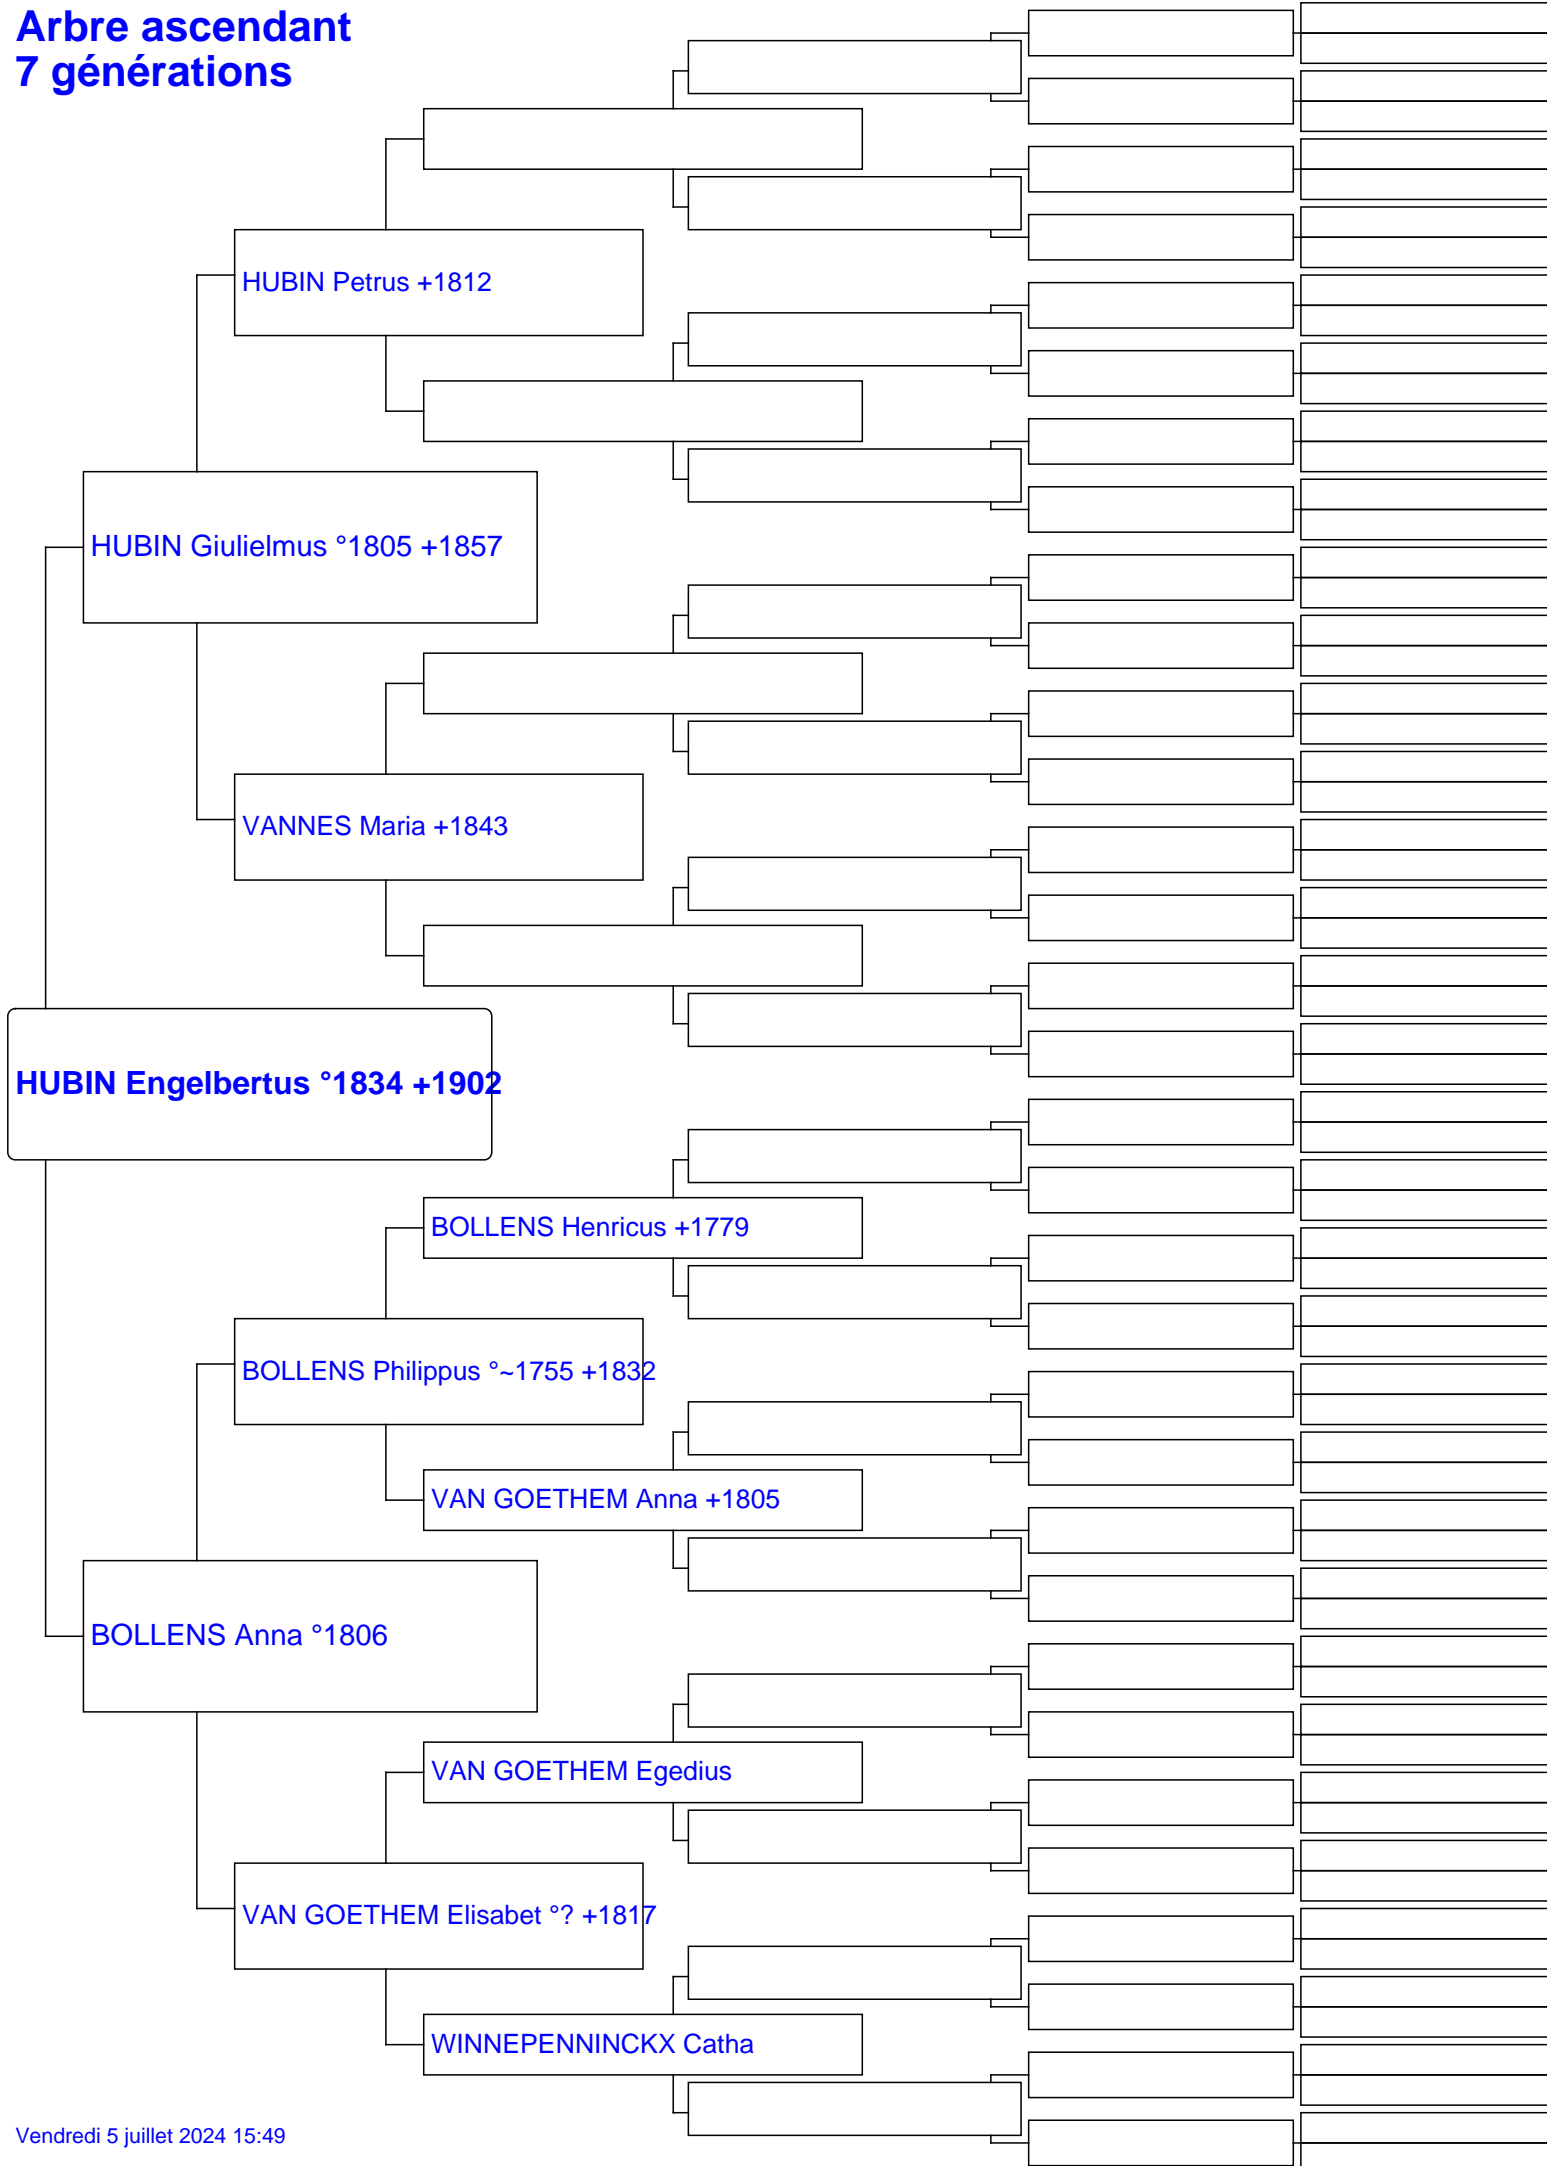 Arbre ascendant
7 générations
HUBIN Petrus +1812
HUBIN Giulielmus °1805 +1857
VANNES Maria +1843
HUBIN Engelbertus °1834 +1902
BOLLENS Henricus +1779
BOLLENS Philippus °~1755 +1832
VAN GOETHEM Anna +1805
BOLLENS Anna °1806
VAN GOETHEM Egedius
VAN GOETHEM Elisabet °? +1817
WINNEPENNINCKX Catha
Vendredi 5 juillet 2024 15:49